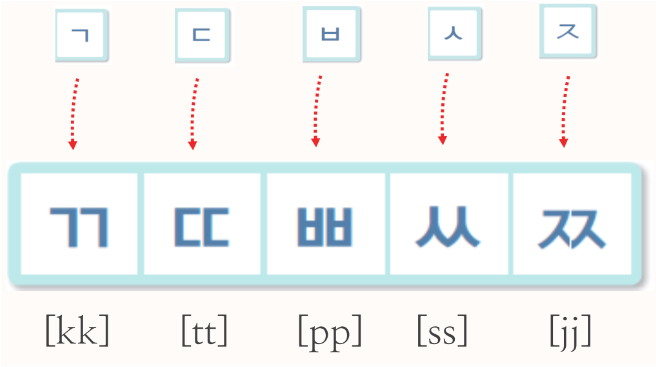 ㄱ ㄷ ㅂ ㅅ ㅈ
ㄲ ㄸ ㅃ ㅆ ㅉ
[kk] [tt] [pp] [ss] [jj]